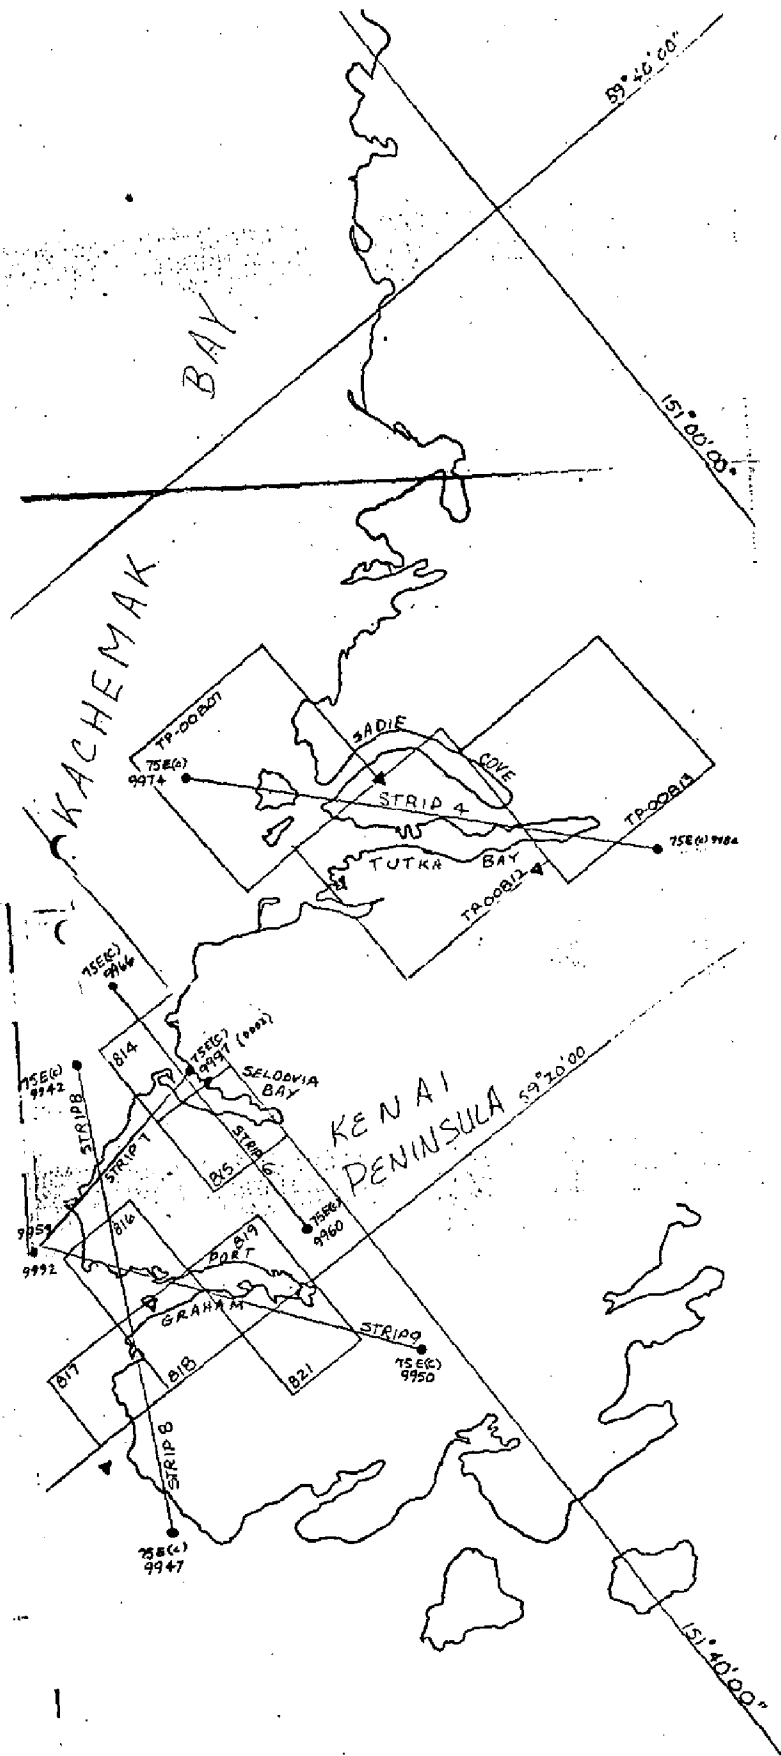 59°40'00"
BAY
151°00'00"
KACHEMAK
TP-00807
SADIE
COVE
75E(C)
9974
STRIP 4
TP-00813
TUTKA BAY
TP-00812
75E(C)
75E(C)
9966
814
75E(C)
9997 (0002)
75E(C)
9942
SELDOVIA
BAY
KENAI
PENINSULA
59°20'00
STRIP 8
STRIP 7
STRIP 6
815
816
819
75E(C)
9960
9959
9992
PORT
GRAHAM
STRIP 9
75E(C)
9950
817
818
821
STRIP 8
75E(C)
9947
151°40'00"